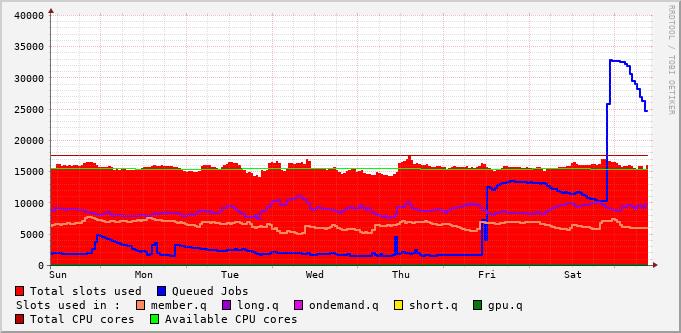 40000
35000
30000
25000
20000
15000
10000
5000
0
Sun Mon Tue Wed Thu Fri Sat
RRDTOOL / TOBI OETIKER
Total slots used Queued Jobs
Slots used in : member.q long.q ondemand.q short.q gpu.q
Total CPU cores Available CPU cores